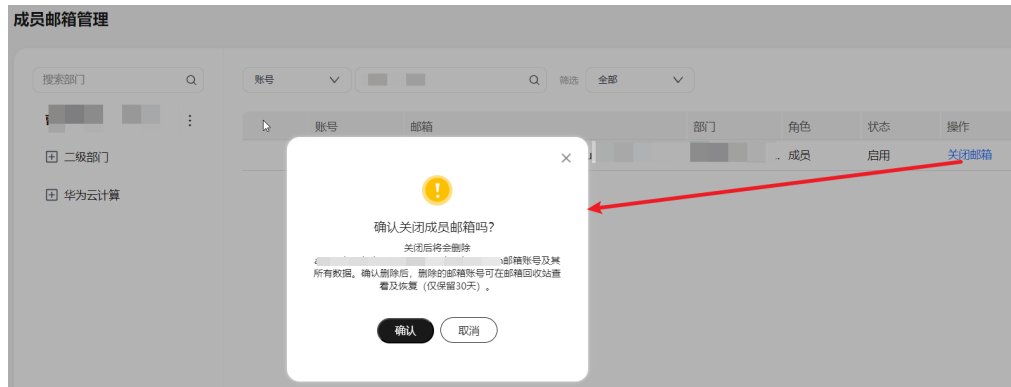 成员邮箱管理
搜索部门
账号
筛选 全部
二级部门
华为云计算
账号 邮箱 部门 角色 状态 操作
成员 启用 关闭邮箱
确认关闭成员邮箱吗?
关闭后将会删除
邮箱账号及其
所有数据。确认删除后,删除的邮箱账号可在邮箱回收站查
看及恢复(仅保留30天)。
确认 取消